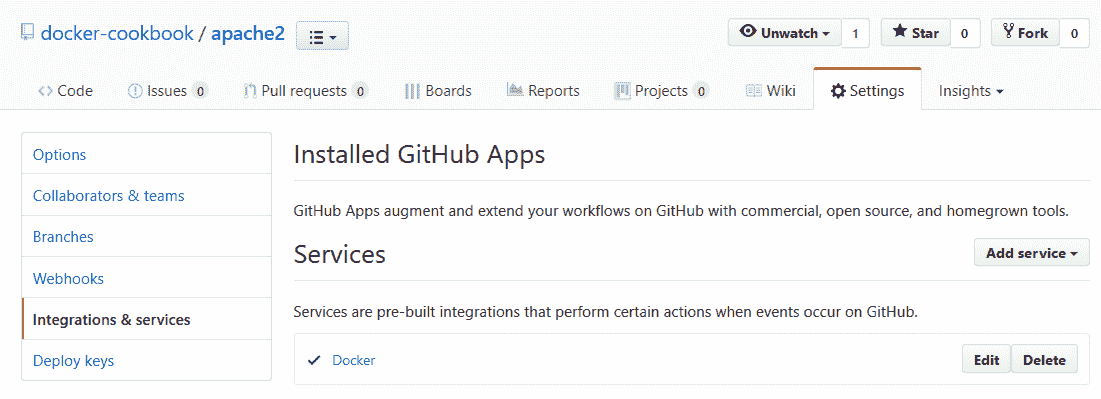 docker-cookbook / apache2
Unwatch 1 Star 0 Fork 0
Code Issues 0 Pull requests 0 Boards Reports Projects 0 Wiki Settings Insights
Options
Collaborators & teams
Branches
Webhooks
Integrations & services
Deploy keys
Installed GitHub Apps
GitHub Apps augment and extend your workflows on GitHub with commercial, open source, and homegrown tools.
Services Add service
Services are pre-built integrations that perform certain actions when events occur on GitHub.
Docker Edit Delete